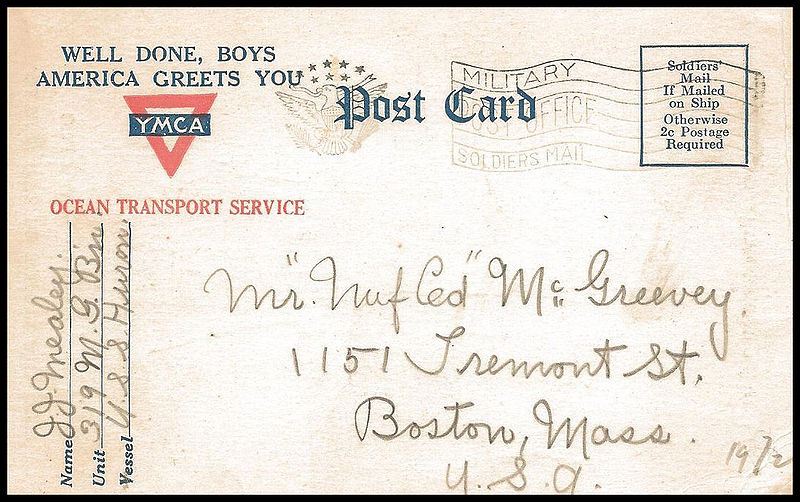 WELL DONE, BOYS
AMERICA GREETS YOU
YMCA
OCEAN TRANSPORT SERVICE
Post Card
MILITARY
POST OFFICE
SOLDIERS MAIL
Soldiers'
Mail
If Mailed
on Ship
Otherwise
2c Postage
Required
Mr. "Nuf Ced" Mc. Greevey.
1151 Tremont St.
Boston, Mass.
U.S.A.
Name J.J. Mealey.
Unit 319 M. G. Bn.
Vessel U.S.S. Huron.